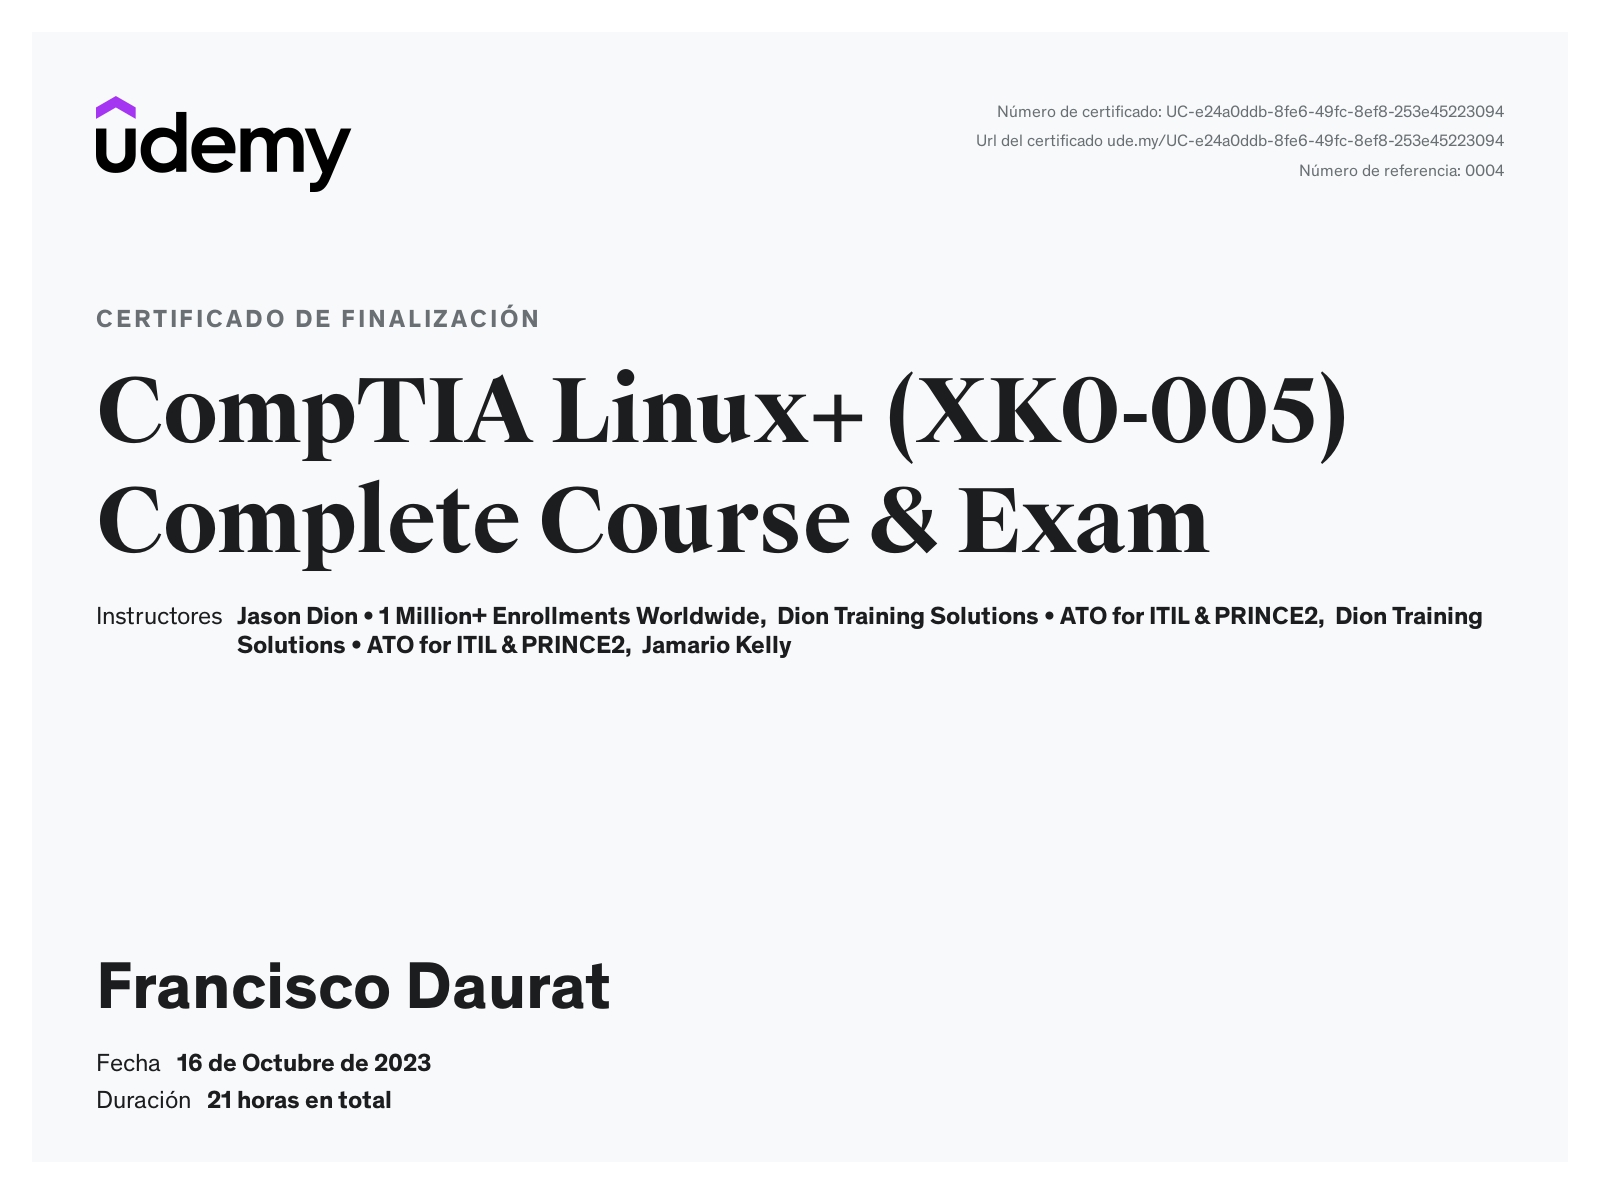 udemy
Número de certificado: UC-e24a0ddb-8fe6-49fc-8ef8-253e45223094
Url del certificado ude.my/UC-e24a0ddb-8fe6-49fc-8ef8-253e45223094
Número de referencia: 0004
CERTIFICADO DE FINALIZACIÓN
CompTIA Linux+ (XK0-005)
Complete Course & Exam
Instructores Jason Dion • 1 Million+ Enrollments Worldwide, Dion Training Solutions • ATO for ITIL & PRINCE2, Dion Training
Solutions • ATO for ITIL & PRINCE2, Jamario Kelly
Francisco Daurat
Fecha 16 de Octubre de 2023
Duración 21 horas en total